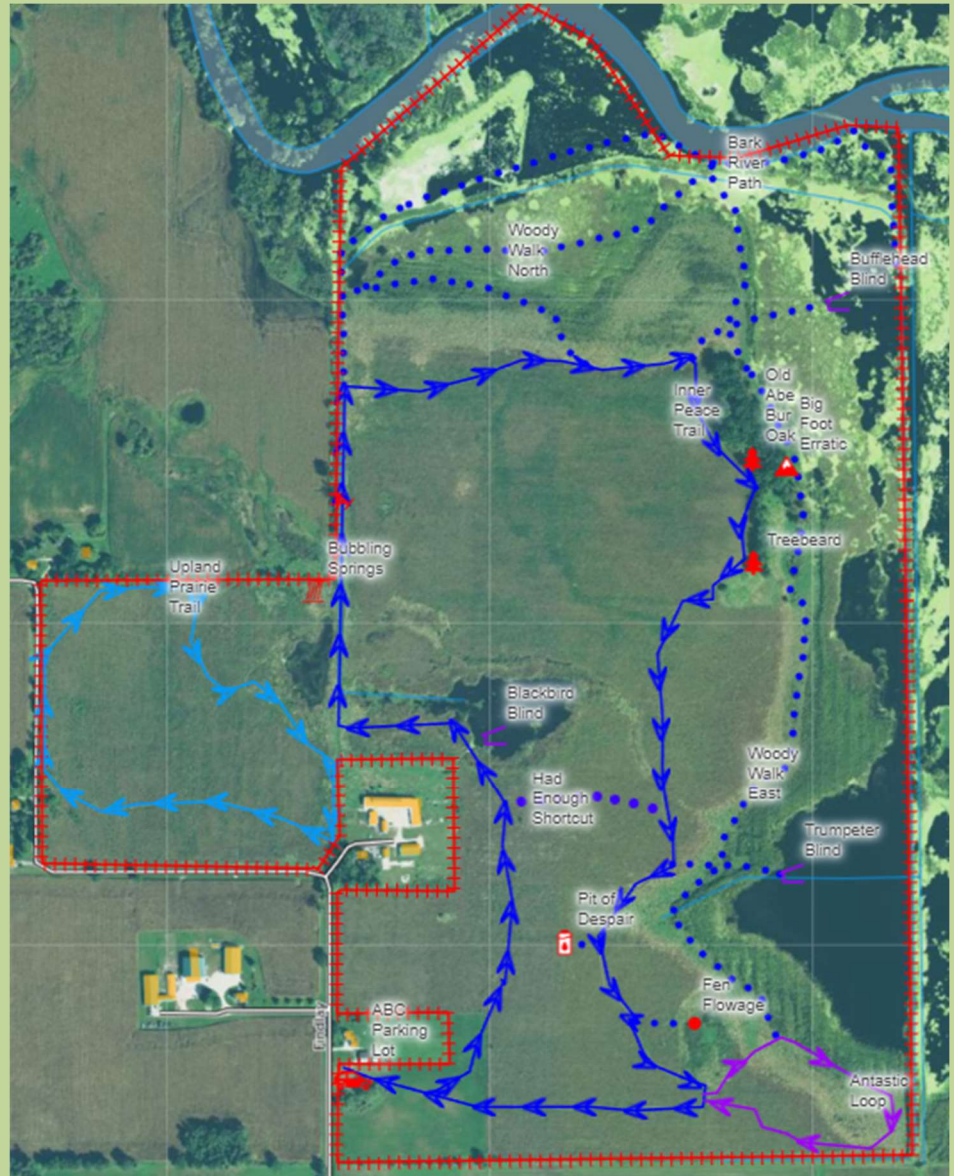 Bark
River
Path
Woody
Walk
North
Bufflehead
Blind
Inner
Peace
Trail
Old
Abe
Bur
Oak
Big
Foot
Erratic
Treebeard
Bubbling
Springs
Upland
Prairie
Trail
Blackbird
Blind
Had
Enough
Shortcut
Woody
Walk
East
Trumpeter
Blind
Pit of
Despair
Fen
Flowage
ABC
Parking
Lot
Findlay
Antastic
Loop